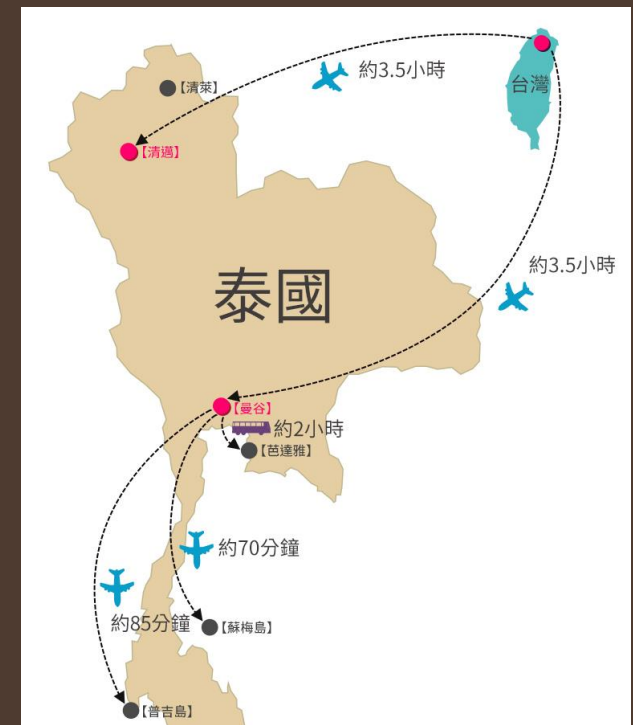 約3.5小時
台灣
【清萊】
【清邁】
約3.5小時
泰國
【曼谷】
約2小時
【芭達雅】
約70分鐘
約85分鐘
【蘇梅島】
【普吉島】